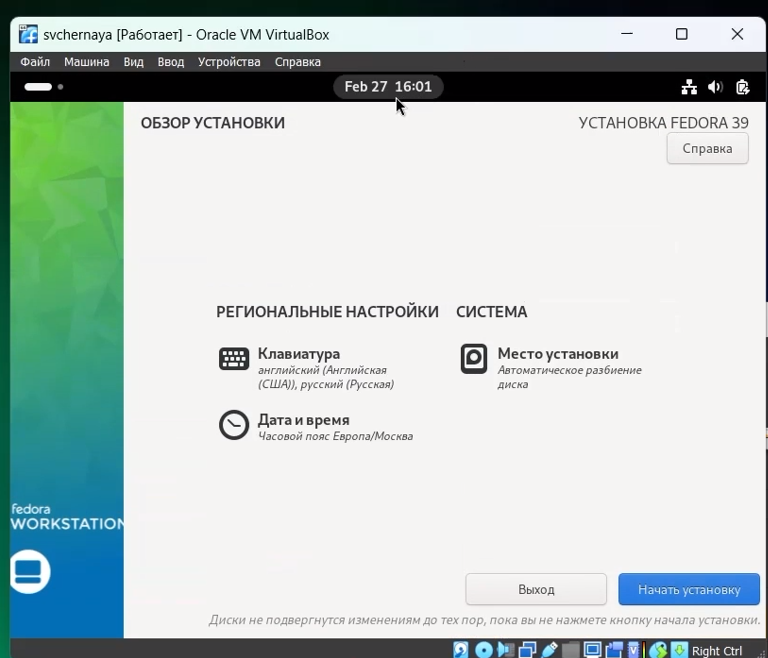 svchernaya [Работает] - Oracle VM VirtualBox
Файл Машина Вид Ввод Устройства Справка
Feb 27 16:01
ОБЗОР УСТАНОВКИ
УСТАНОВКА FEDORA 39
Справка
РЕГИОНАЛЬНЫЕ НАСТРОЙКИ
Клавиатура
английский (Английская
(США)), русский (Русская)
Дата и время
Часовой пояс Европа/Москва
СИСТЕМА
Место установки
Автоматическое разбиение
диска
fedora
WORKSTATION
Выход
Начать установку
Диски не подвергнутся изменениям до тех пор, пока вы не нажмете кнопку начала установки.
Right Ctrl